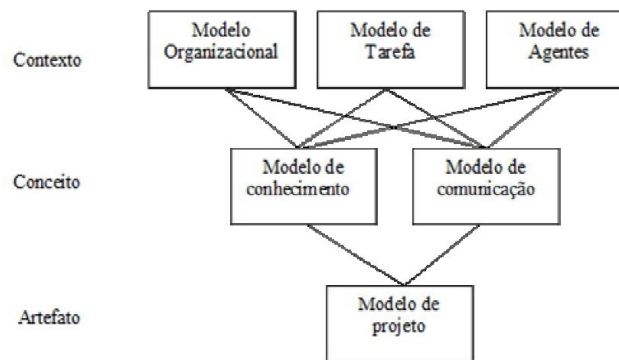 Contexto
Modelo
Organizacional
Modelo de
Tarefa
Modelo de
Agentes
Conceito
Modelo de
conhecimento
Modelo de
comunicação
Artefato
Modelo de
projeto